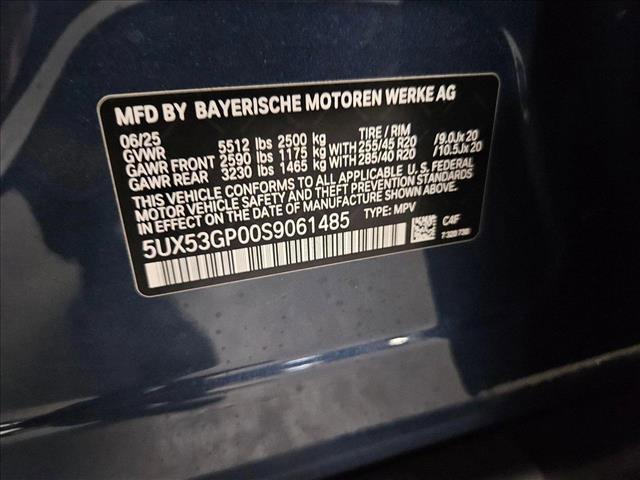 MFD BY BAYERISCHE MOTOREN WERKE AG
06/25 TIRE / RIM
GVWR 5512 lbs 2500 kg
GAWR FRONT 2590 lbs 1175 kg WITH 255/45 R20 /9.0Jx20
GAWR REAR 3230 lbs 1465 kg WITH 285/40 R20 /10.5Jx20
THIS VEHICLE CONFORMS TO ALL APPLICABLE U.S. FEDERAL
MOTOR VEHICLE SAFETY AND THEFT PREVENTION STANDARDS
IN EFFECT ON THE DATE OF MANUFACTURE SHOWN ABOVE.
5UX53GP00S9061485 TYPE: MPV
C4F